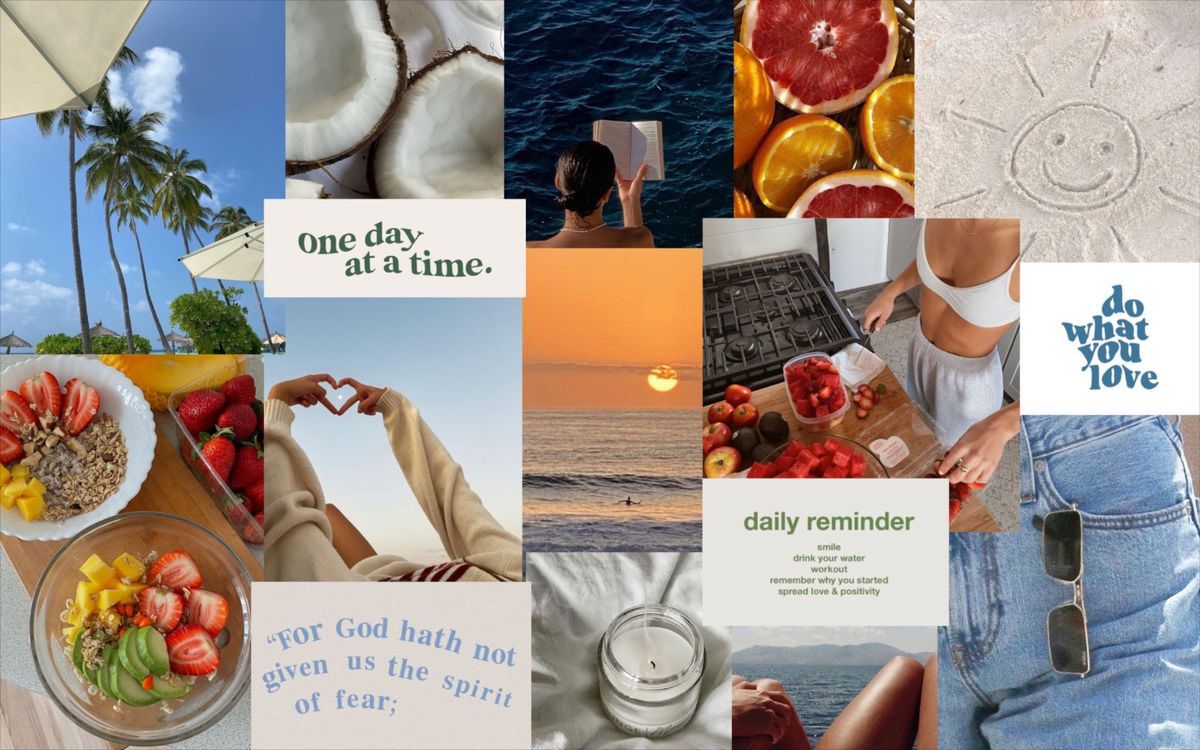 One day
at a time.
do
what
you
love
daily reminder
smile
drink your water
workout
remember why you started
spread love & positivity
“For God hath not
given us the spirit
of fear;